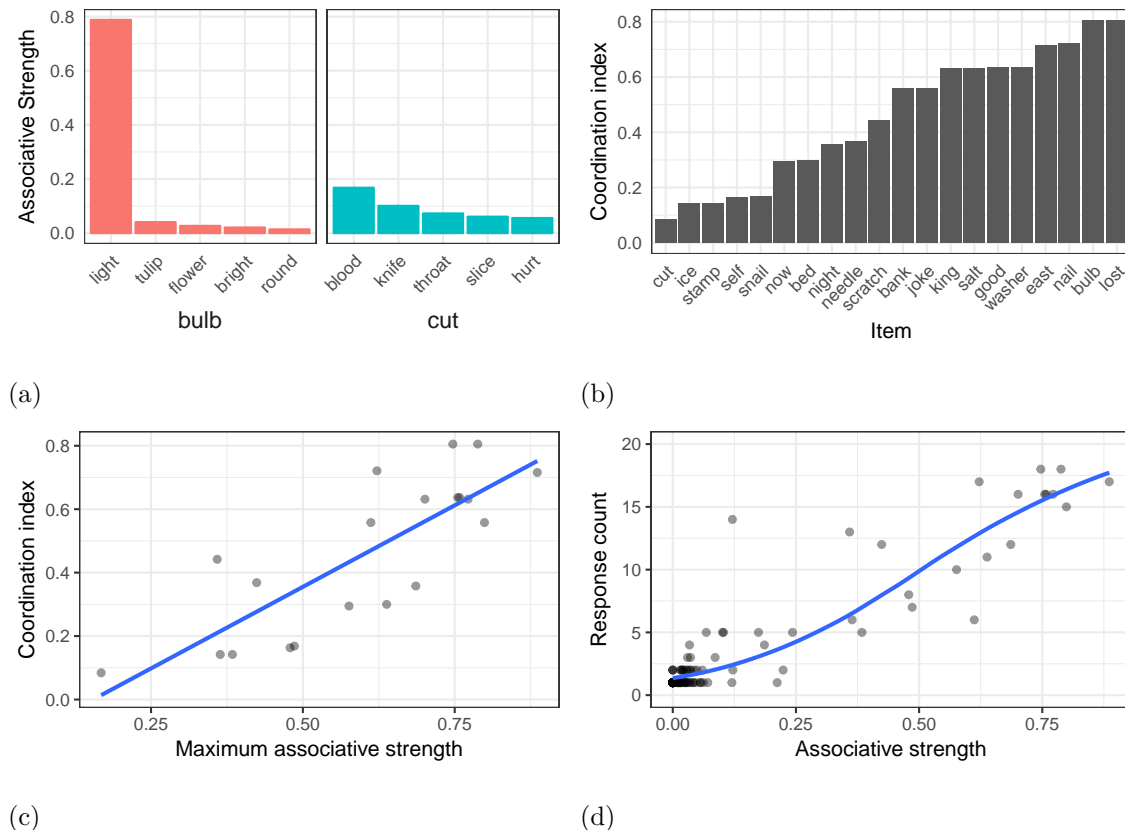 Associative Strength
0.8
0.6
0.4
0.2
0.0
light
tulip
flower
bright
round
bulb
blood
knife
throat
slice
hurt
cut
(a)
Coordination index
0.8
0.6
0.4
0.2
0.0
cut
ice
stamp
self
snail
now
bed
night
needle
scratch
bank
joke
king
salt
good
washer
east
nail
bulb
lost
Item
(b)
Coordination index
0.8
0.6
0.4
0.2
0.0
0.25 0.50 0.75
Maximum associative strength
(c)
Response count
20
15
10
5
0
0.00 0.25 0.50 0.75
Associative strength
(d)